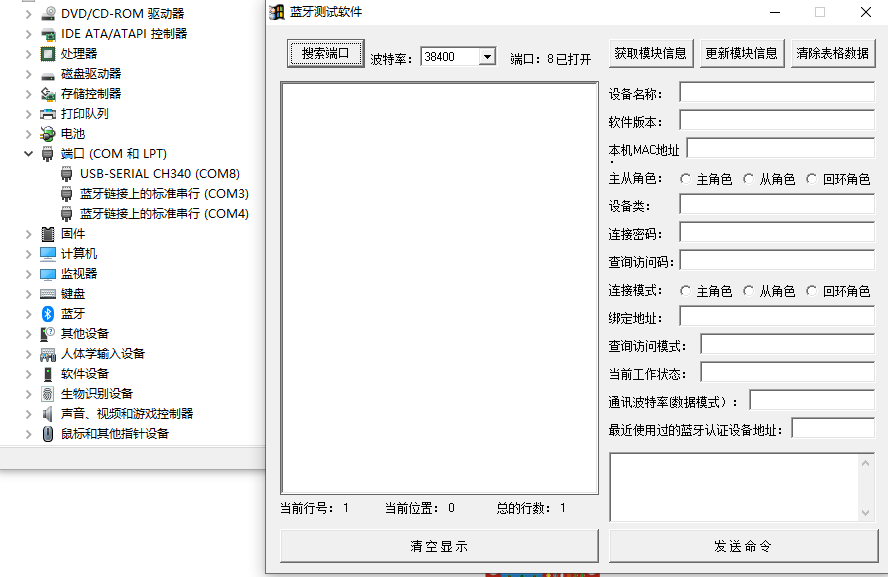 DVD/CD-ROM 驱动器
IDE ATA/ATAPI 控制器
处理器
磁盘驱动器
存储控制器
打印队列
电池
端口 (COM 和 LPT)
USB-SERIAL CH340 (COM8)
蓝牙链接上的标准串行 (COM3)
蓝牙链接上的标准串行 (COM4)
固件
计算机
监视器
键盘
蓝牙
其他设备
人体学输入设备
软件设备
生物识别设备
声音、视频和游戏控制器
鼠标和其他指针设备
蓝牙测试软件
搜索端口 波特率： 38400 端口：8已打开
当前行号：1 当前位置：0 总的行数：1
清空显示
获取模块信息 更新模块信息 清除表格数据
设备名称：
软件版本：
本机MAC地址：
主从角色： 主角色 从角色 回环角色
设备类：
连接密码：
查询访问码：
连接模式： 主角色 从角色 回环角色
绑定地址：
查询访问模式：
当前工作状态：
通讯波特率(数据模式)：
最近使用过的蓝牙认证设备地址：
发送命令